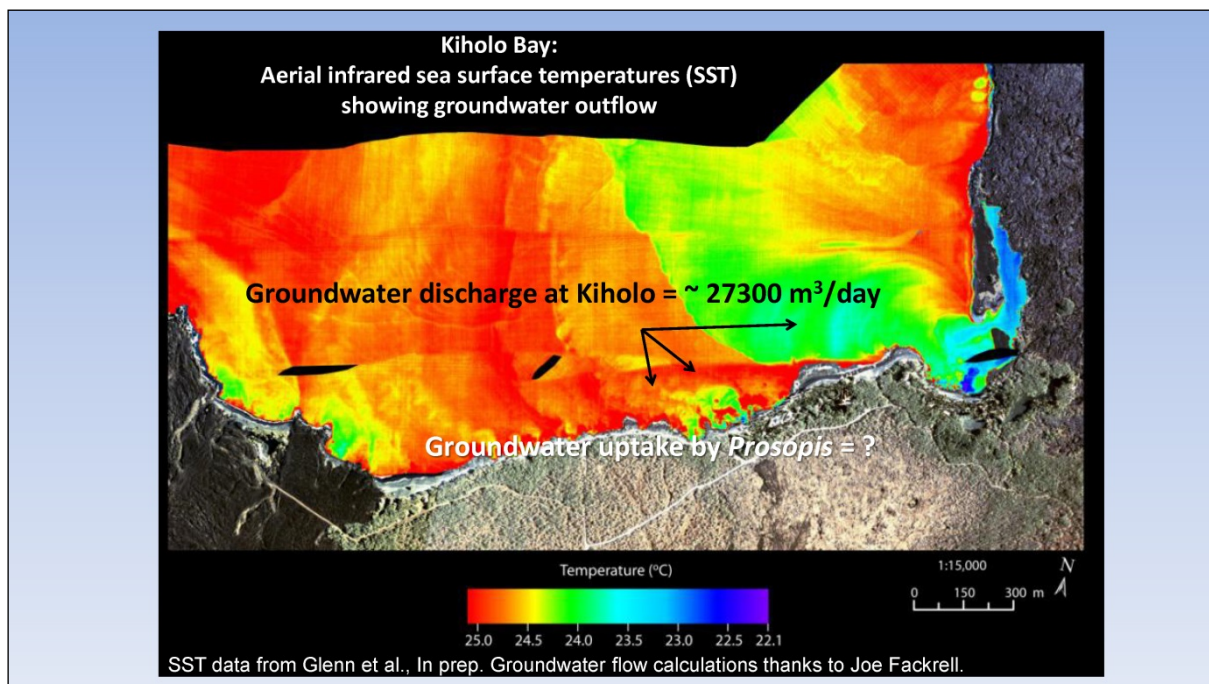 Kiholo Bay:
Aerial infrared sea surface temperatures (SST)
showing groundwater outflow
Groundwater discharge at Kiholo = ~ 27300 m³/day
Groundwater uptake by Prosopis = ?
Temperature (°C)
25.0 24.5 24.0 23.5 23.0 22.5 22.1
1:15,000
N
0 150 300 m
SST data from Glenn et al., In prep. Groundwater flow calculations thanks to Joe Fackrell.